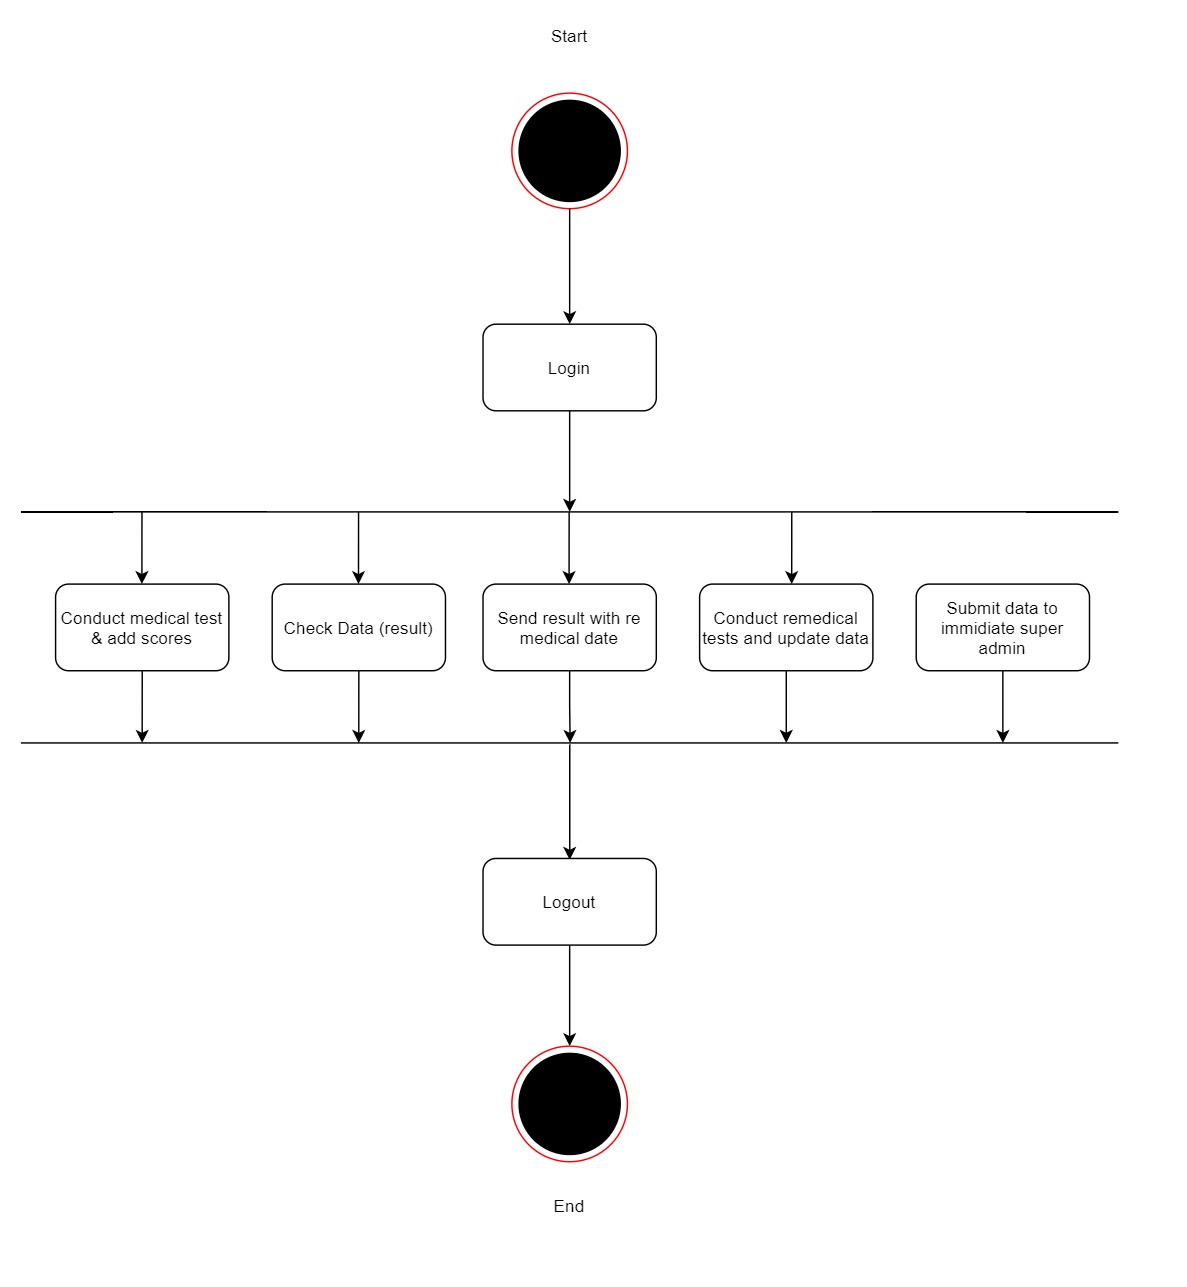 Start
Login
Conduct medical test
& add scores
Check Data (result)
Send result with re
medical date
Conduct remedical
tests and update data
Submit data to
immidiate super
admin
Logout
End